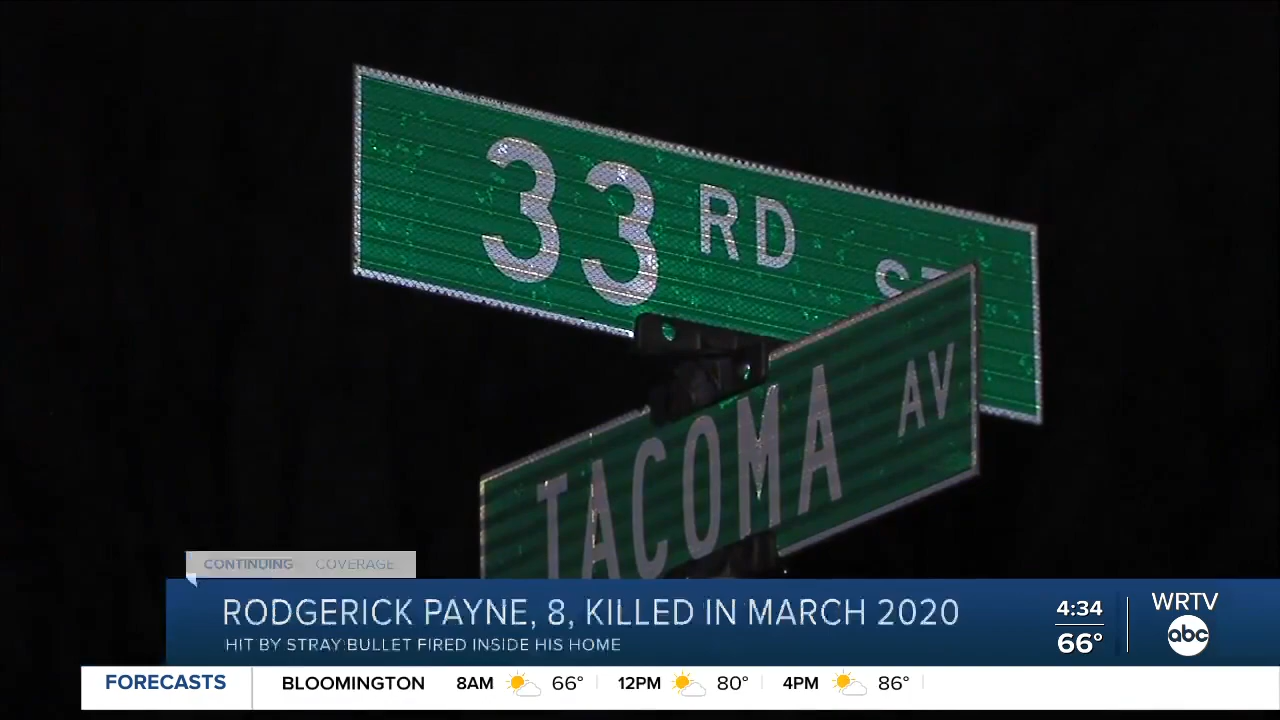 33 RD ST
TACOMA AV
CONTINUING COVERAGE
RODGERICK PAYNE, 8, KILLED IN MARCH 2020
HIT BY STRAY BULLET FIRED INSIDE HIS HOME
4:34
66°
WRTV
abc
FORECASTS BLOOMINGTON 8AM 66° 12PM 80° 4PM 86°